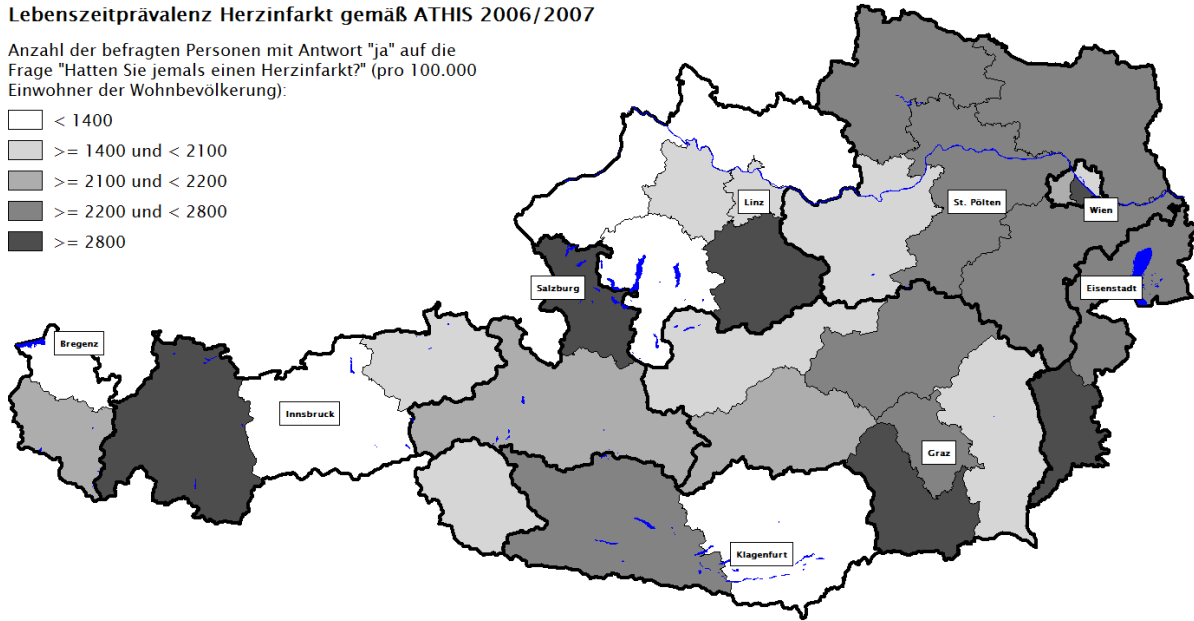 Lebenszeitprävalenz Herzinfarkt gemäß ATHIS 2006/2007
Anzahl der befragten Personen mit Antwort "ja" auf die
Frage "Hatten Sie jemals einen Herzinfarkt?" (pro 100.000
Einwohner der Wohnbevölkerung):
< 1400
>= 1400 und < 2100
>= 2100 und < 2200
>= 2200 und < 2800
>= 2800
Linz
St. Pölten
Wien
Salzburg
Eisenstadt
Bregenz
Innsbruck
Graz
Klagenfurt